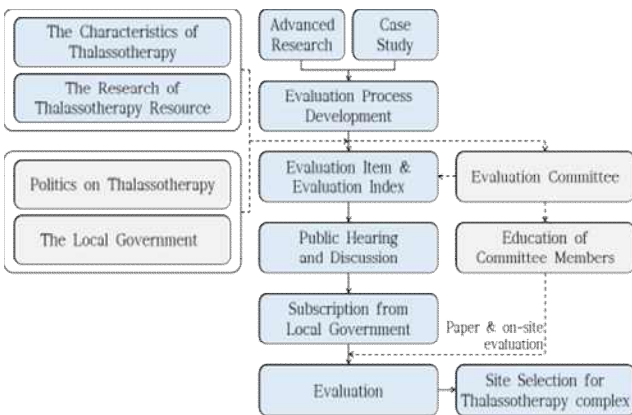 The Characteristics of
Thalassotherapy
The Research of
Thalassotherapy Resource
Politics on Thalassotherapy
The Local Government
Advanced
Research
Case
Study
Evaluation Process
Development
Evaluation Item &
Evaluation Index
Evaluation Committee
Public Hearing
and Discussion
Education of
Committee Members
Subscription from
Local Government
Paper & on-site
evaluation
Evaluation
Site Selection for
Thalassotherapy complex